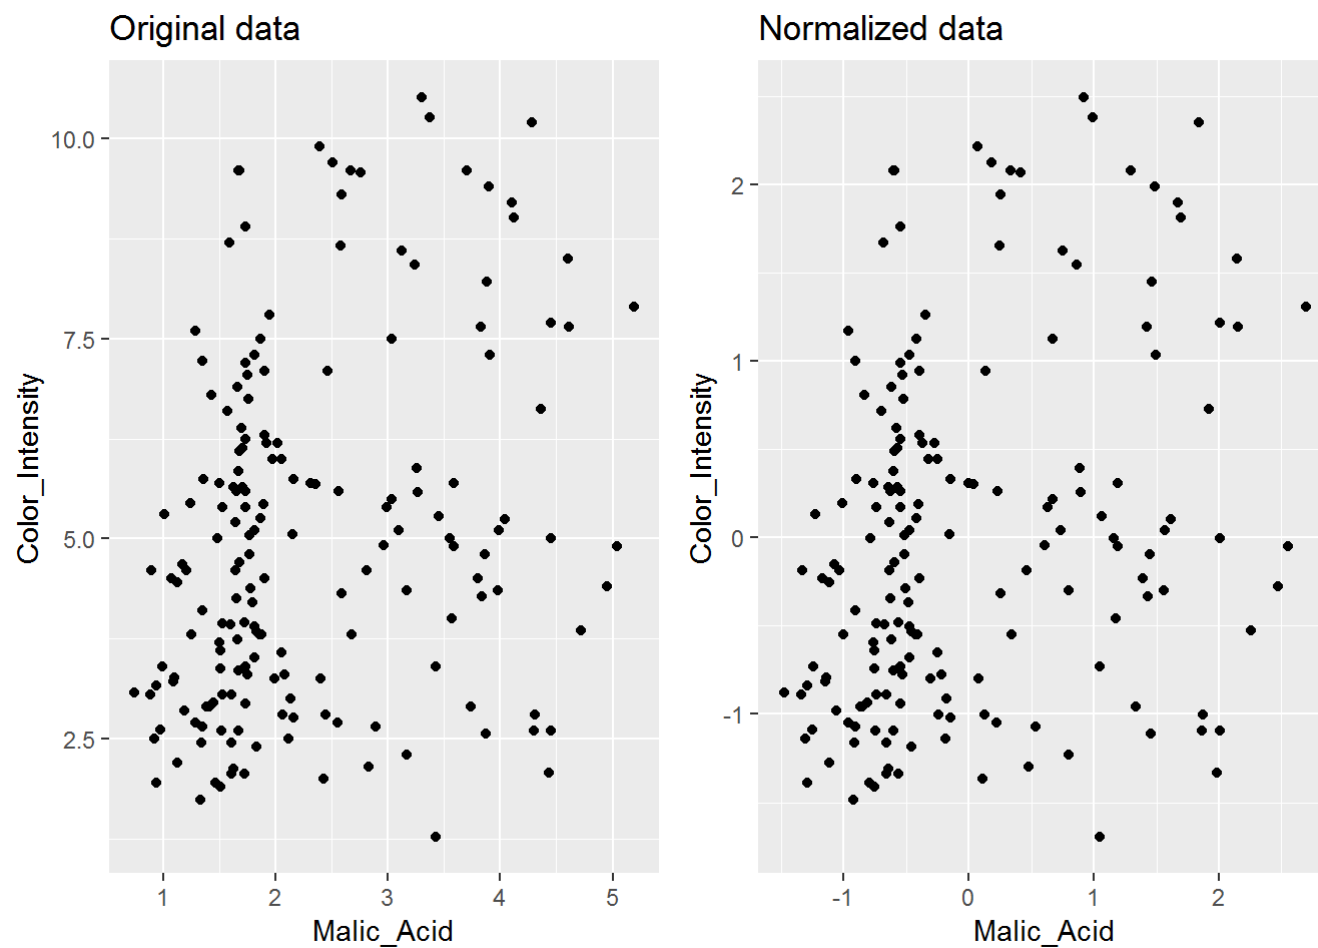 Original data
Color_Intensity
10.0
7.5
5.0
2.5
1 2 3 4 5
Malic_Acid
Normalized data
Color_Intensity
2
1
0
-1
-1 0 1 2
Malic_Acid